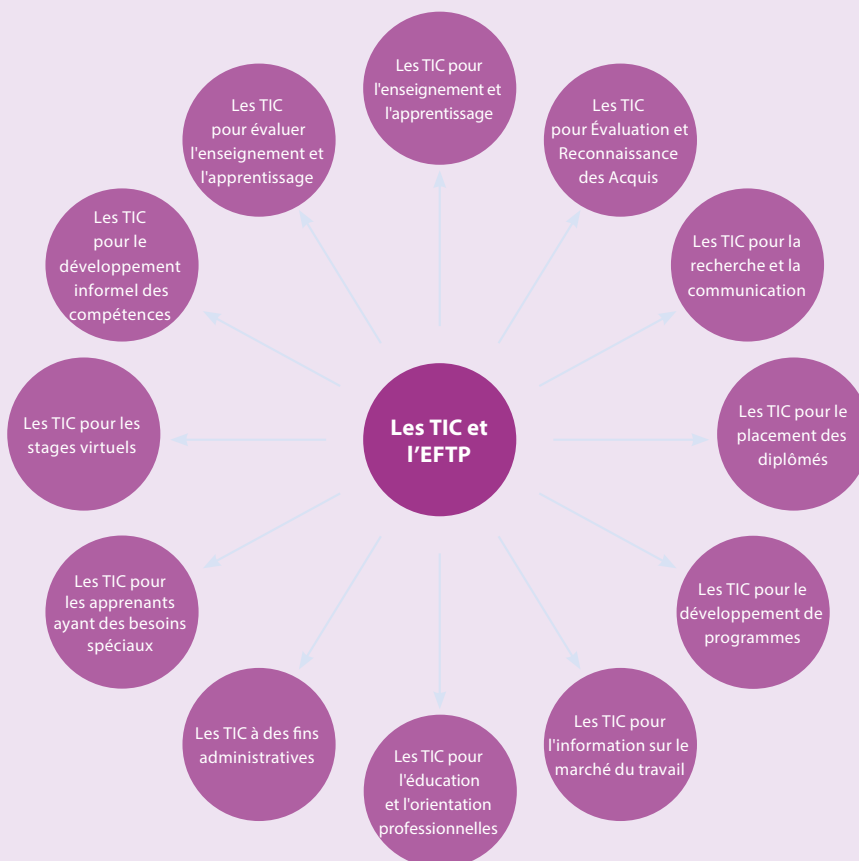 Les TIC pour
l'enseignement et
l'apprentissage
Les TIC
pour Évaluation et
Reconnaissance
des Acquis
Les TIC pour la
recherche et la
communication
Les TIC pour le
placement des
diplômés
Les TIC pour le
développement de
programmes
Les TIC pour
l'information sur le
marché du travail
Les TIC pour
l'éducation
et l'orientation
professionnelles
Les TIC à des fins
administratives
Les TIC pour
les apprenants
ayant des besoins
spéciaux
Les TIC pour les
stages virtuels
Les TIC
pour le
développement
informel des
compétences
Les TIC
pour évaluer
l'enseignement et
l'apprentissage
Les TIC et
l’EFTP